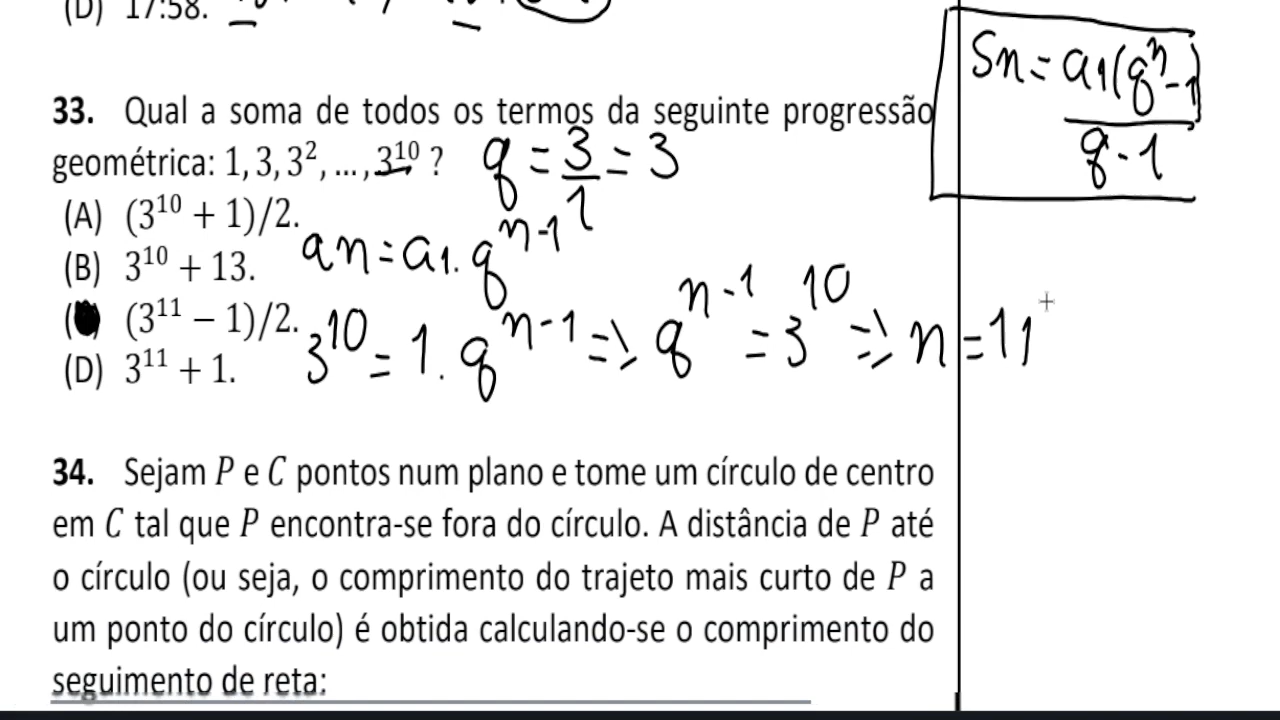 (D) 17:58.
Sn = a1(q^n - 1)
q - 1
33. Qual a soma de todos os termos da seguinte progressão
geométrica: 1, 3, 3², ..., 3¹⁰ ?
q = 3/1 = 3
(A) (3¹⁰ + 1)/2.
an = a1. q^n-1
(B) 3¹⁰ + 13.
( ) (3¹¹ − 1)/2.
3¹⁰ = 1. q^n-1 => q^n-1 = 3¹⁰ => n = 11
(D) 3¹¹ + 1.
34. Sejam P e C pontos num plano e tome um círculo de centro
em C tal que P encontra-se fora do círculo. A distância de P até
o círculo (ou seja, o comprimento do trajeto mais curto de P a
um ponto do círculo) é obtida calculando-se o comprimento do
seguimento de reta: